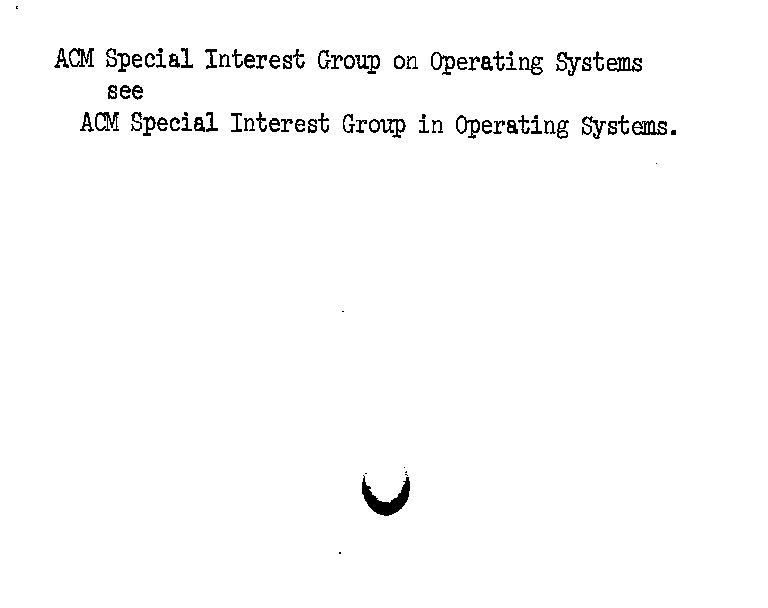 ACM Special Interest Group on Operating Systems
see
ACM Special Interest Group in Operating Systems.